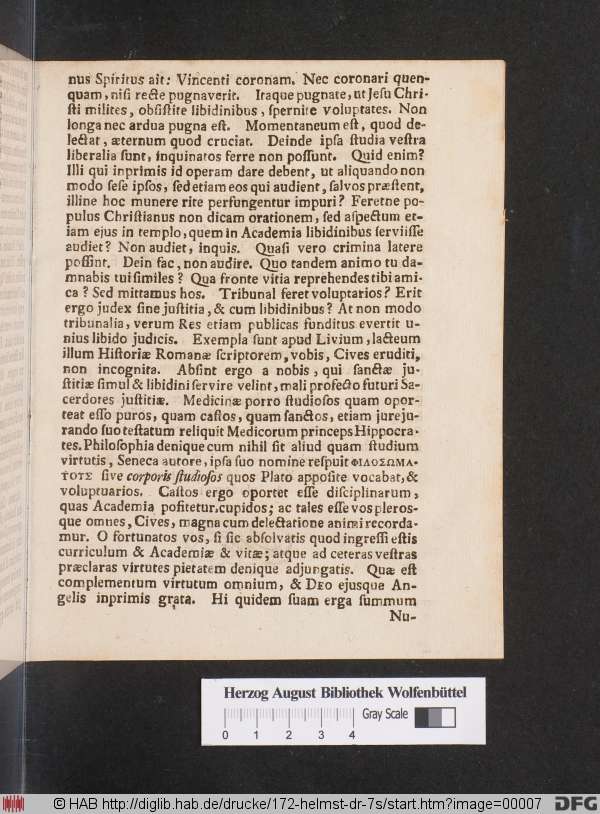 nus Spiritus ait: Vincenti coronam. Nec coronari quen-
quam, niſi recte pugnaverit. Itaque pugnate, ut Jeſu Chri-
ſti milites, obſiſtite libidinibus, ſpernite voluptates. Non
longa nec ardua pugna eſt. Momentaneum eſt, quod de-
lectat, æternum quod cruciat. Deinde ipſa ſtudia veſtra
liberalia ſunt, inquinatos ferre non poſſunt. Quid enim?
Illi qui inprimis id operam dare debent, ut aliquando non
modo ſeſe ipſos, ſed etiam eos qui audient, ſalvos præſtent,
illine hoc munere rite perfungentur impuri? Feretne po-
pulus Chriſtianus non dicam orationem, ſed aſpectum et-
iam ejus in templo, quem in Academia libidinibus ſerviiſſe
audiet? Non audiet, inquis. Quaſi vero crimina latere
poſſint. Dein fac, non audire. Quo tandem animo tu da-
mnabis tui ſimiles? Qua fronte vitia reprehendes tibi ami-
ca? Sed mittamus hos. Tribunal feret voluptarios? Erit
ergo judex ſine juſtitia, & cum libidinibus? At non modo
tribunalia, verum Res etiam publicas funditus evertit u-
nius libido judicis. Exempla ſunt apud Livium, lacteum
illum Hiſtoriæ Romanæ ſcriptorem, vobis, Cives eruditi,
non incognita. Abſint ergo a nobis, qui ſanctæ ju-
ſtitiæ ſimul & libidini ſervire velint, mali profecto futuri Sa-
cerdotes juſtitiæ. Medicinæ porro ſtudioſos quam opor-
teat eſſo puros, quam caſtos, quam ſanctos, etiam jureju-
rando ſuo teſtatum reliquit Medicorum princeps Hippocra-
tes. Philoſophia denique cum nihil ſit aliud quam ſtudium
virtutis, Seneca autore, ipſa ſuo nomine reſpuit ΦΙΛΟΣΩΜΑ-
ΤΟΥΣ ſive corporis ſtudioſos quos Plato appoſite vocabat, &
voluptuarios. Caſtos ergo oportet eſſe diſciplinarum,
quas Academia pofitetur. cupidos; ac tales eſſe vos pleros-
que omnes, Cives, magna cum delectatione animi recorda-
mur. O fortunatos vos, ſi ſic abſolvatis quod ingreſſi eſtis
curriculum & Academiæ & vitæ; atque ad ceteras veſtras
præclaras virtutes pietatem denique adjungatis. Quæ eſt
complementum virtutum omnium, & DEO ejusque An-
gelis inprimis grata. Hi quidem ſuam erga ſummum
Nu-
Herzog August Bibliothek Wolfenbüttel
Gray Scale
0 1 2 3 4
© HAB http://diglib.hab.de/drucke/172-helmst-dr-7s/start.htm?image=00007
DFG